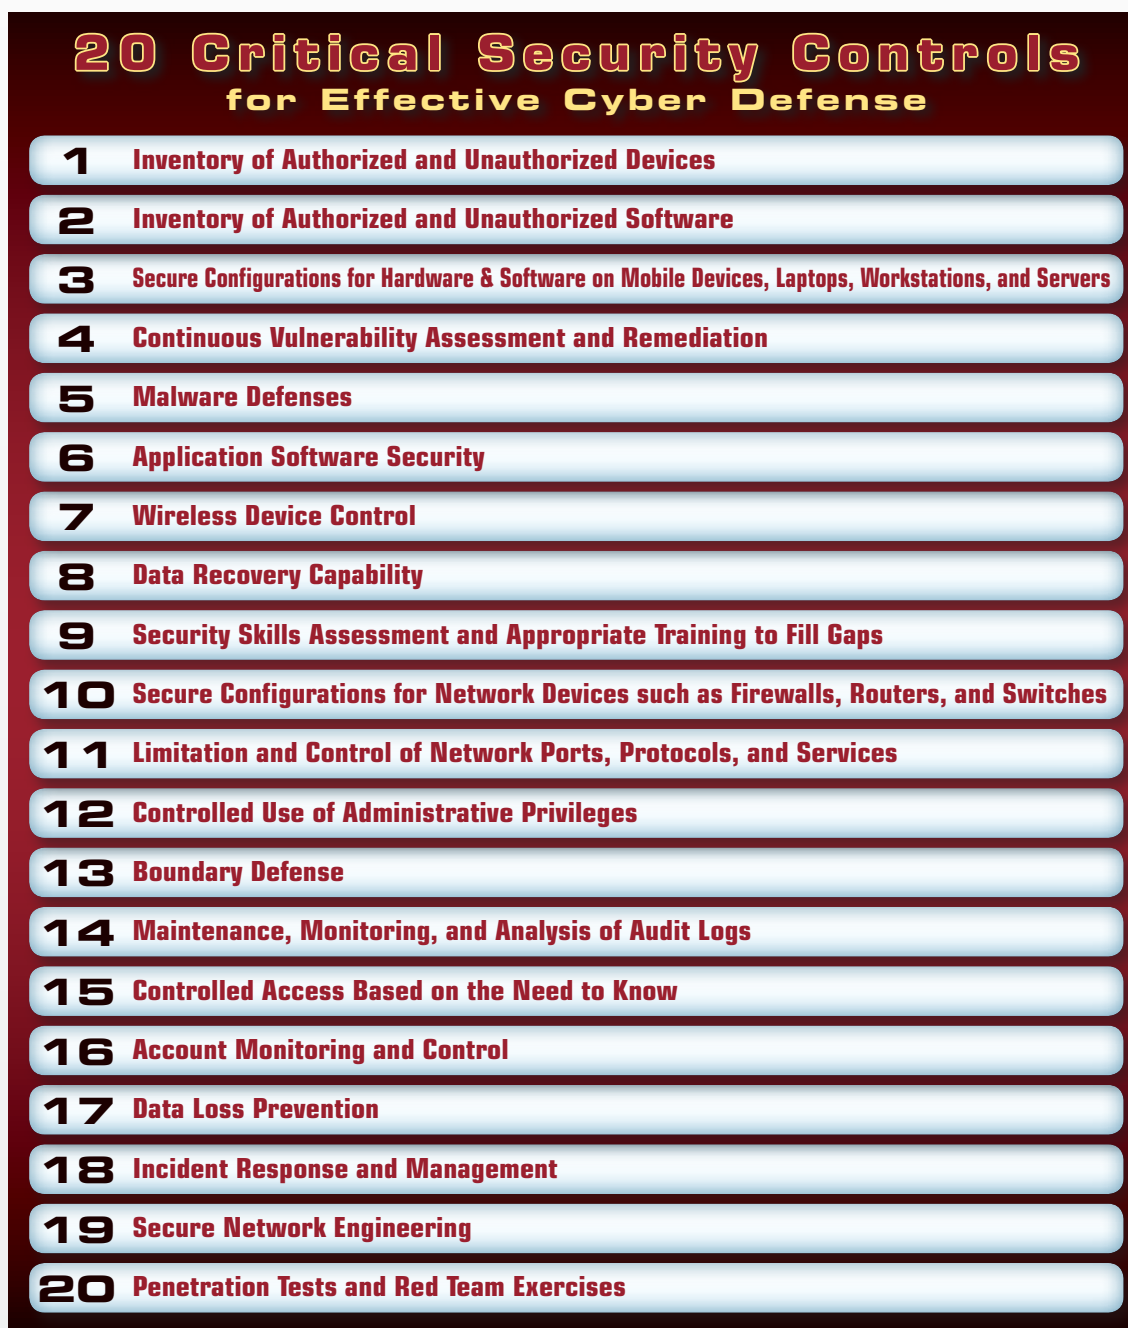 20 Critical Security Controls
for Effective Cyber Defense
1 Inventory of Authorized and Unauthorized Devices
2 Inventory of Authorized and Unauthorized Software
3 Secure Configurations for Hardware & Software on Mobile Devices, Laptops, Workstations, and Servers
4 Continuous Vulnerability Assessment and Remediation
5 Malware Defenses
6 Application Software Security
7 Wireless Device Control
8 Data Recovery Capability
9 Security Skills Assessment and Appropriate Training to Fill Gaps
10 Secure Configurations for Network Devices such as Firewalls, Routers, and Switches
11 Limitation and Control of Network Ports, Protocols, and Services
12 Controlled Use of Administrative Privileges
13 Boundary Defense
14 Maintenance, Monitoring, and Analysis of Audit Logs
15 Controlled Access Based on the Need to Know
16 Account Monitoring and Control
17 Data Loss Prevention
18 Incident Response and Management
19 Secure Network Engineering
20 Penetration Tests and Red Team Exercises